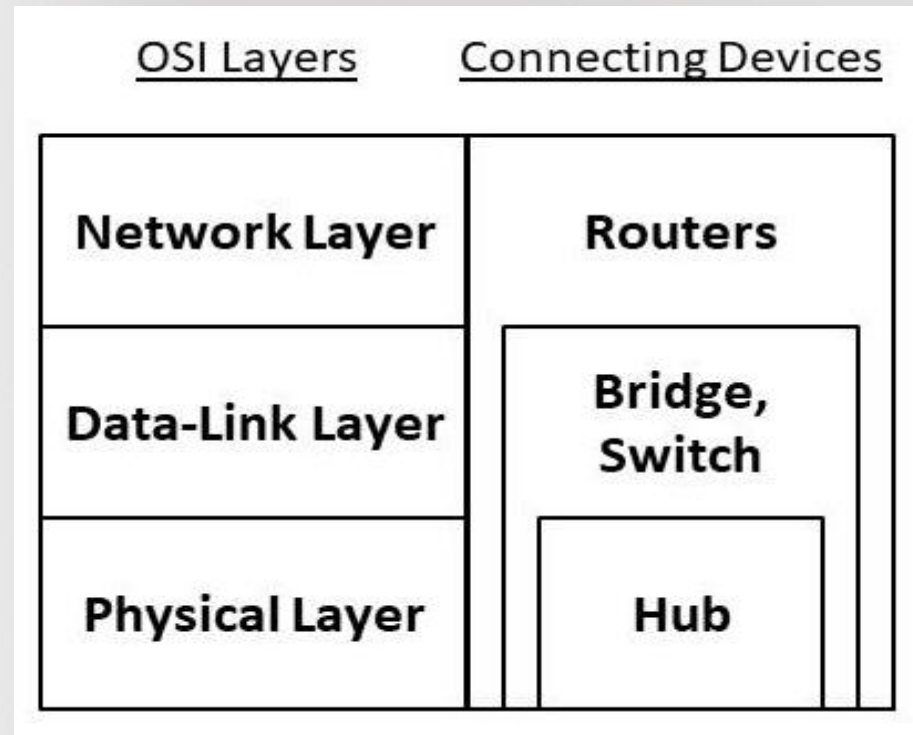 OSI Layers
Connecting Devices
Network Layer
Routers
Data-Link Layer
Bridge,
Switch
Physical Layer
Hub